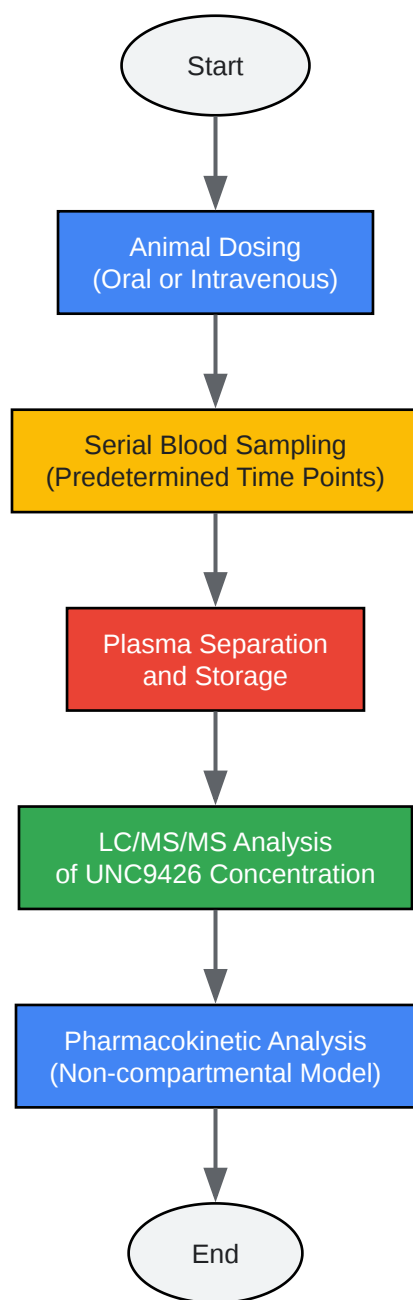 Start
Animal Dosing
(Oral or Intravenous)
Serial Blood Sampling
(Predetermined Time Points)
Plasma Separation
and Storage
LC/MS/MS Analysis
of UNC9426 Concentration
Pharmacokinetic Analysis
(Non-compartmental Model)
End